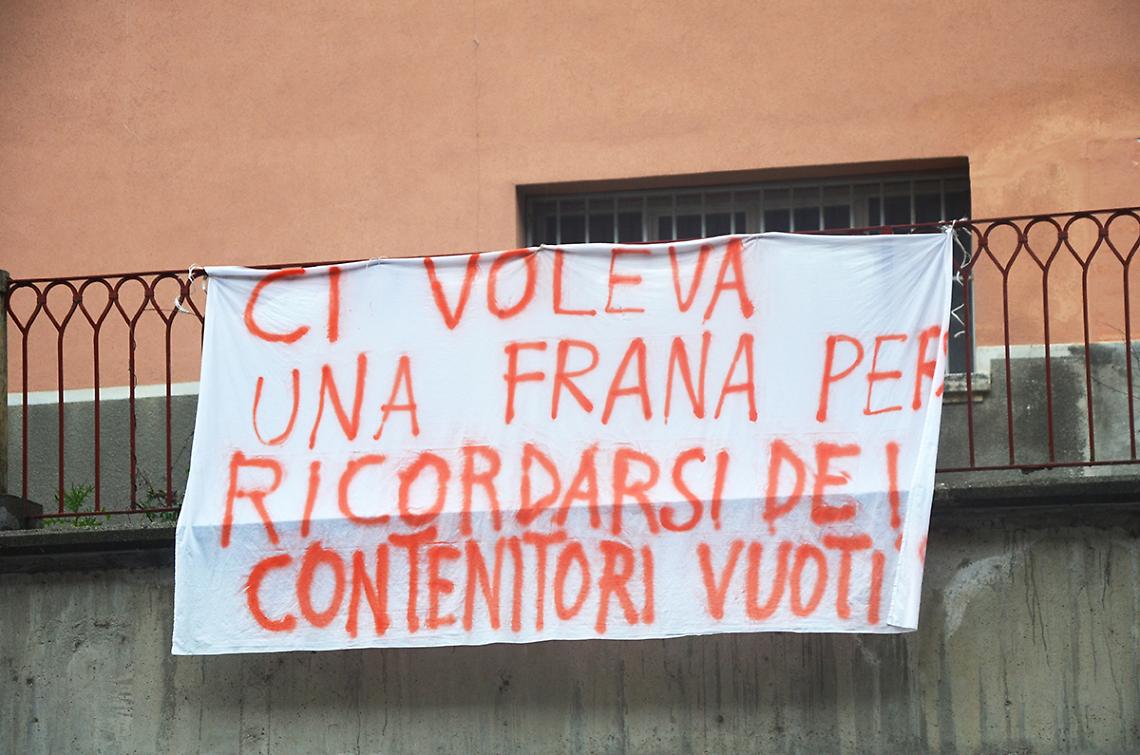 CI VOLEVA
UNA FRANA PER
RICORDARSI DEI
CONTENITORI VUOTI